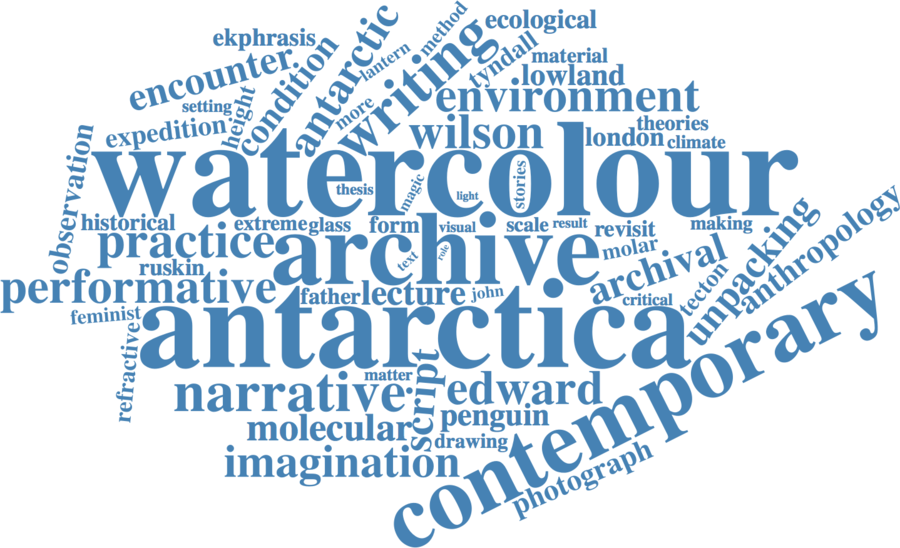 ekphrasis
encounter
condition
antarctic
lantern
method
writing
tyndall
ecological
material
lowland
environment
setting
height
more
expedition
wilson
london
theories
climate
observation
watercolour
thesis
magic
light
stories
historical
extreme
glass
form
visual
scale
result
revisit
making
practice
archive
text
role
molar
archival
unpacking
anthropology
ruskin
performative
father
lecture
john
critical
tecton
feminist
antarctica
contemporary
refractive
matter
narrative
script
edward
molecular
penguin
drawing
imagination
photograph